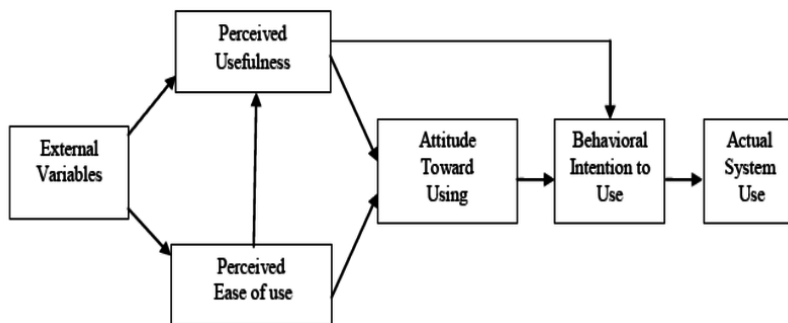 Perceived
Usefulness
External
Variables
Attitude
Toward
Using
Behavioral
Intention to
Use
Actual
System
Use
Perceived
Ease of use